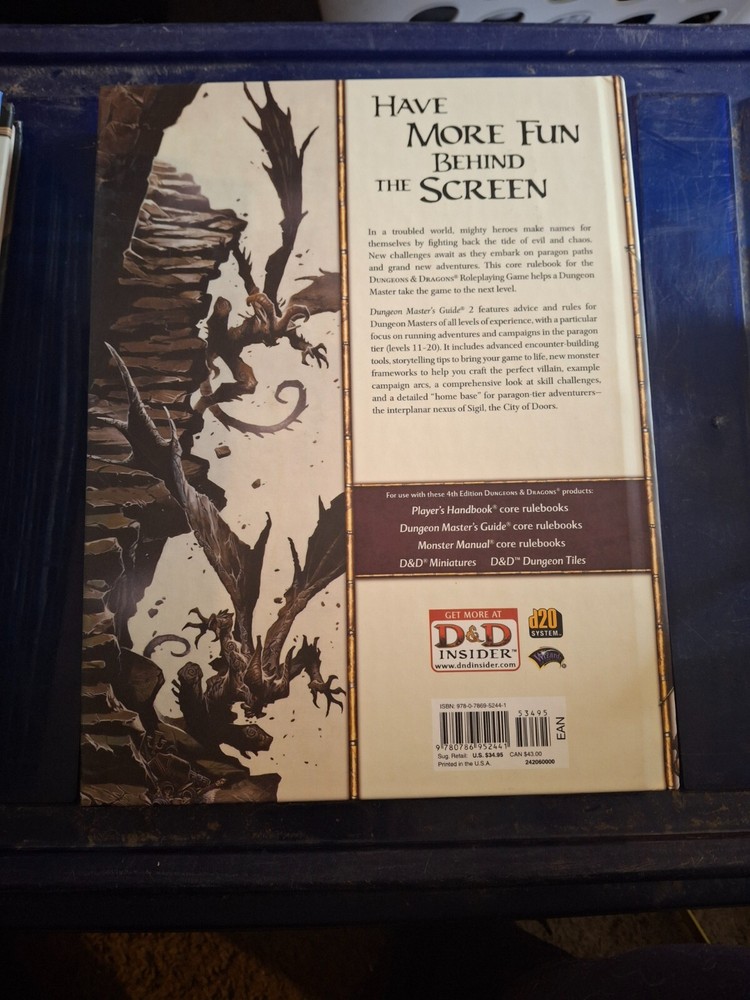 HAVE
MORE FUN
BEHIND
THE SCREEN
In a troubled world, mighty heroes make names for
themselves by fighting back the tide of evil and chaos.
New challenges await as they embark on paragon paths
and grand new adventures. This core rulebook for the
DUNGEONS & DRAGONS® Roleplaying Game helps a Dungeon
Master take the game to the next level.
Dungeon Master's Guide® 2 features advice and rules for
Dungeon Masters of all levels of experience, with a particular
focus on running adventures and campaigns in the paragon
tier (levels 11-20). It includes advanced encounter-building
tools, storytelling tips to bring your game to life, new monster
frameworks to help you craft the perfect villain, example
campaign arcs, a comprehensive look at skill challenges,
and a detailed "home base" for paragon-tier adventurers—
the interplanar nexus of Sigil, the City of Doors.
For use with these 4th Edition DUNGEONS & DRAGONS® products:
Player's Handbook® core rulebooks
Dungeon Master's Guide® core rulebooks
Monster Manual® core rulebooks
D&D® Miniatures D&D™ Dungeon Tiles
GET MORE AT
D&D
INSIDER™
www.dndinsider.com
d20
SYSTEM
Wizards
ISBN: 978-0-7869-5244-1
53495
9 780786 952441
EAN
Sug. Retail: U.S. $34.95 CAN $43.00
Printed in the U.S.A. 242060000